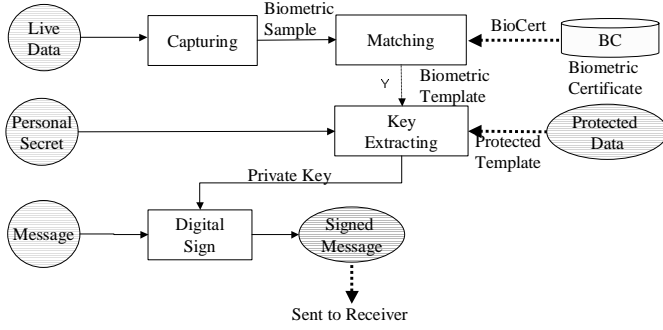 Live
Data
Capturing
Biometric
Sample
Matching
BioCert
BC
Biometric
Certificate
Y
Biometric
Template
Personal
Secret
Key
Extracting
Protected
Template
Protected
Data
Private Key
Message
Digital
Sign
Signed
Message
Sent to Receiver